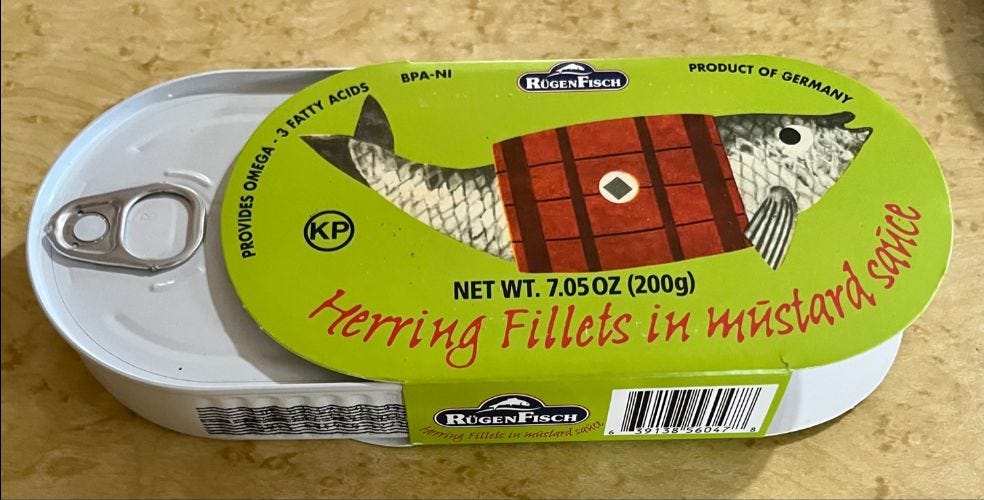 BPA-NI
RÜGENFISCH
PRODUCT OF GERMANY
PROVIDES OMEGA - 3 FATTY ACIDS
KP
NET WT. 7.05 OZ (200g)
Herring Fillets in mustard sauce
RÜGENFISCH
Herring Fillets in mustard sauce
6 39138 56047 8